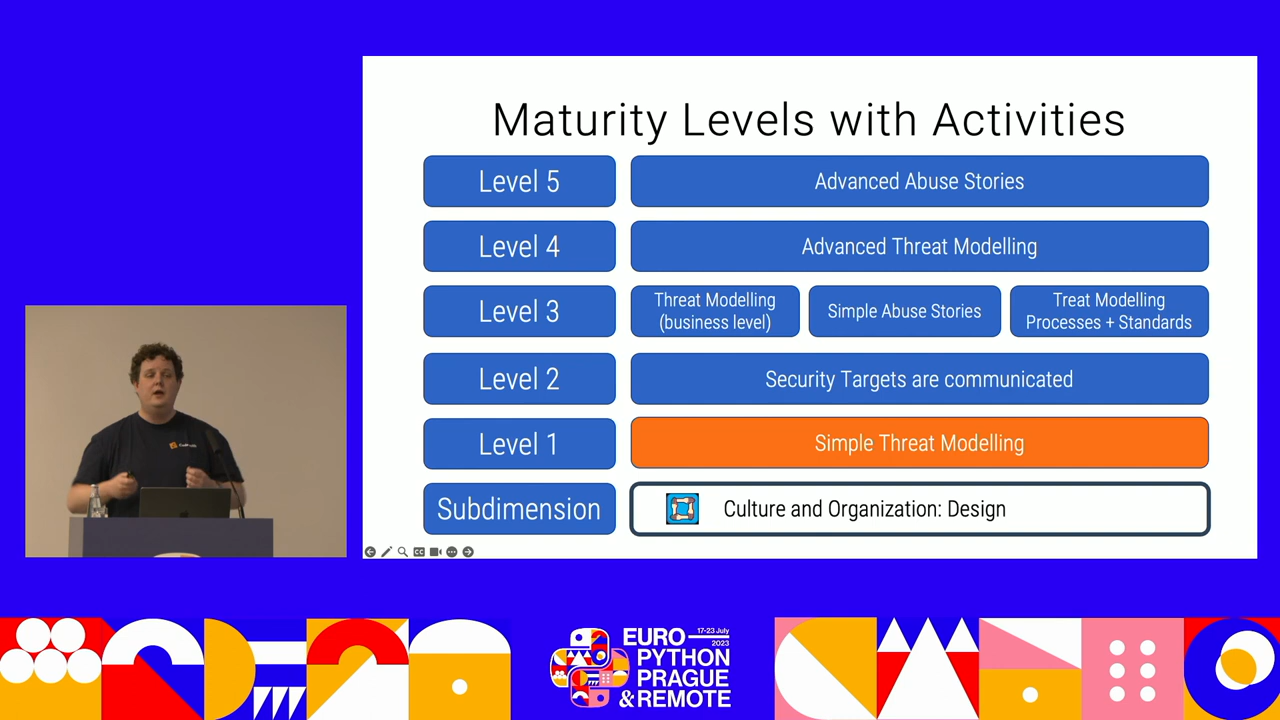 Maturity Levels with Activities
Level 5
Advanced Abuse Stories
Level 4
Advanced Threat Modelling
Level 3
Threat Modelling
(business level)
Simple Abuse Stories
Treat Modelling
Processes + Standards
Level 2
Security Targets are communicated
Level 1
Simple Threat Modelling
Subdimension
Culture and Organization: Design
17-23 July
2023
EURO
PYTHON
PRAGUE
& REMOTE